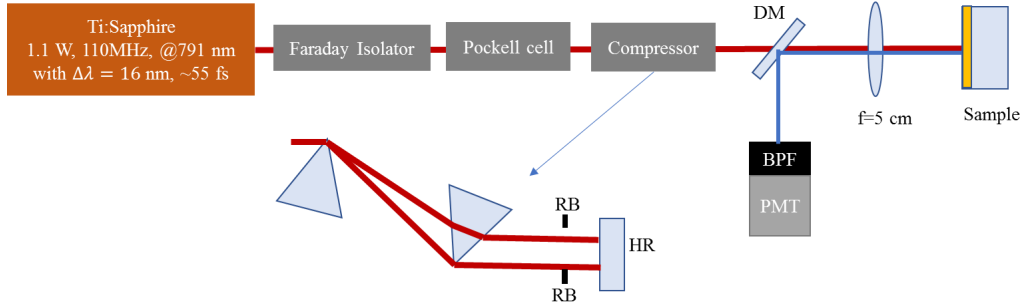 Ti:Sapphire
1.1 W, 110MHz, @791 nm
with Δλ = 16 nm, ~55 fs
Faraday Isolator
Pockell cell
Compressor
DM
f=5 cm
Sample
BPF
PMT
RB
HR
RB